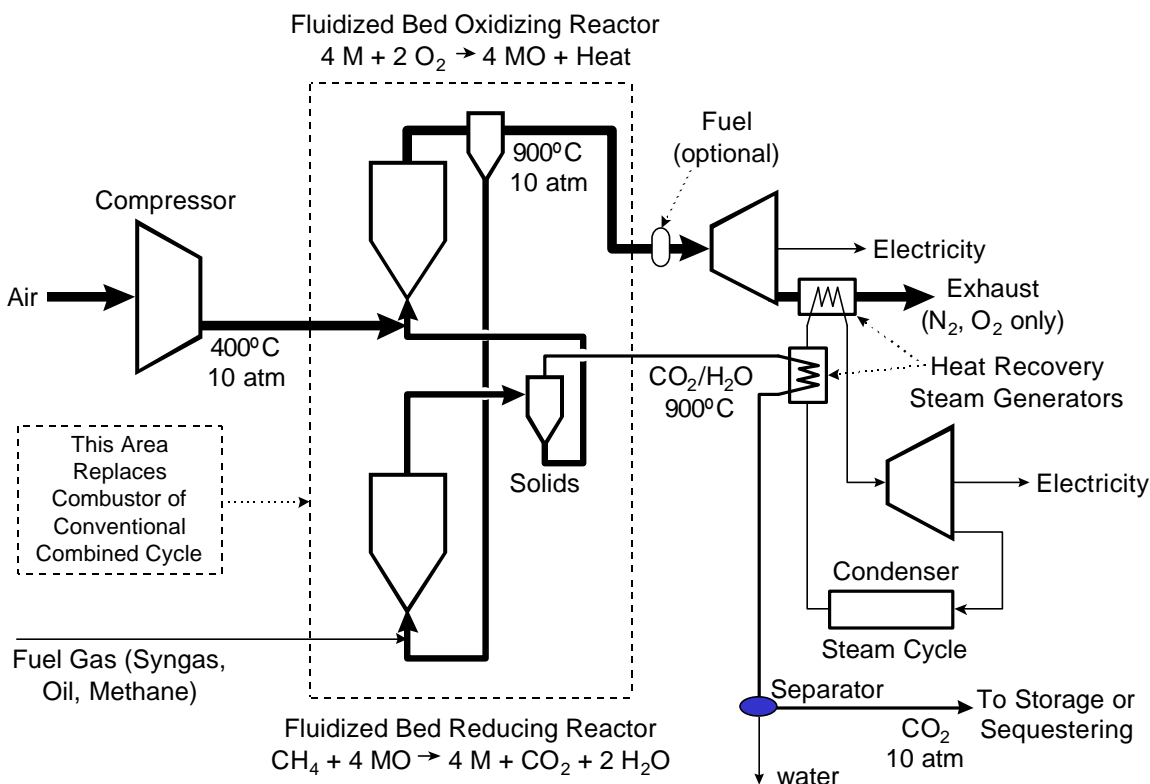 Fluidized Bed Oxidizing Reactor
4 M + 2 O₂ → 4 MO + Heat
Fuel
(optional)
900⁰C
10 atm
Compressor
Electricity
Air
Exhaust
(N₂, O₂ only)
400⁰C
10 atm
CO₂/H₂O
900⁰C
Heat Recovery
Steam Generators
This Area
Replaces
Combustor of
Conventional
Combined Cycle
Solids
Electricity
Condenser
Steam Cycle
Fuel Gas (Syngas,
Oil, Methane)
Separator
To Storage or
Sequestering
CO₂
10 atm
Fluidized Bed Reducing Reactor
CH₄ + 4 MO → 4 M + CO₂ + 2 H₂O
water